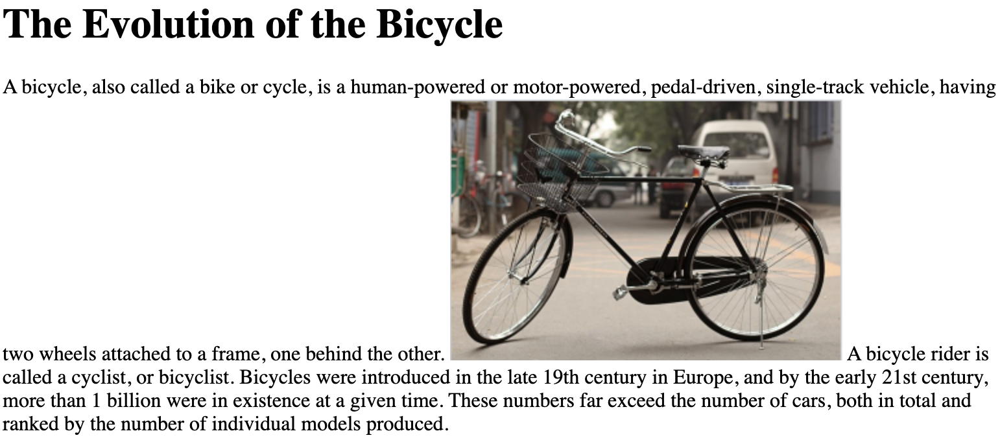 The Evolution of the Bicycle
A bicycle, also called a bike or cycle, is a human-powered or motor-powered, pedal-driven, single-track vehicle, having
two wheels attached to a frame, one behind the other. A bicycle rider is
called a cyclist, or bicyclist. Bicycles were introduced in the late 19th century in Europe, and by the early 21st century,
more than 1 billion were in existence at a given time. These numbers far exceed the number of cars, both in total and
ranked by the number of individual models produced.